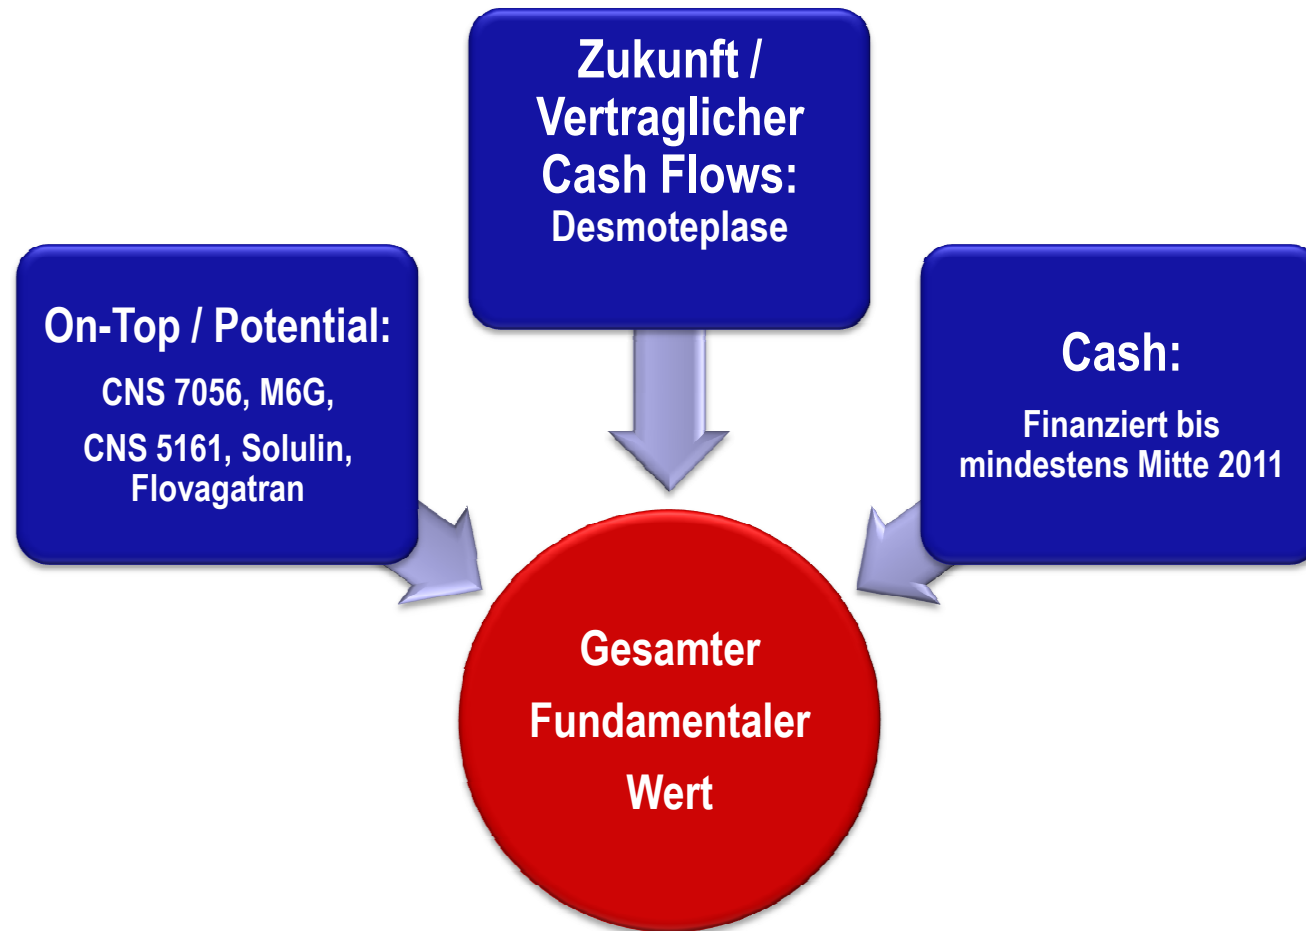 Zukunft /
Vertraglicher
Cash Flows:
Desmoteplase
On-Top / Potential:
CNS 7056, M6G,
CNS 5161, Solulin,
Flovagatran
Cash:
Finanziert bis
mindestens Mitte 2011
Gesamter
Fundamentaler
Wert